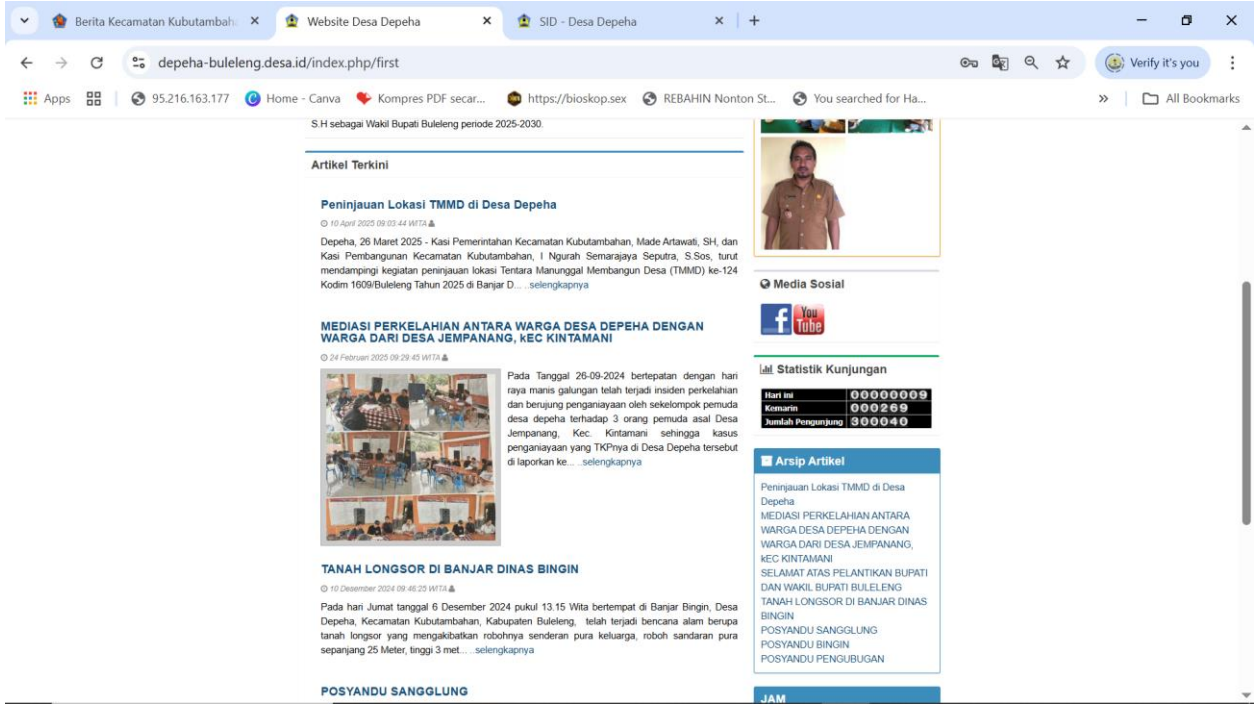 Berita Kecamatan Kubutambah
Website Desa Depeha
SID - Desa Depeha
depeha-buleleng.desa.id/index.php/first
Verify it's you
Apps
95.216.163.177
Home - Canva
Kompres PDF secar...
https://bioskop.sex
REBAHIN Nonton St...
You searched for Ha...
All Bookmarks
S.H sebagai Wakil Bupati Buleleng periode 2025-2030.
Artikel Terkini
Peninjauan Lokasi TMMD di Desa Depeha
10 April 2025 09:03:44 WITA
Depeha, 26 Maret 2025 - Kasi Pemerintahan Kecamatan Kubutambahan, Made Artawati, SH, dan
Kasi Pembangunan Kecamatan Kubutambahan, I Ngurah Semarajaya Seputra, S.Sos, turut
mendampingi kegiatan peninjauan lokasi Tentara Manunggal Membangun Desa (TMMD) ke-124
Kodim 1609/Buleleng Tahun 2025 di Banjar D... ..selengkapnya
MEDIASI PERKELAHIAN ANTARA WARGA DESA DEPEHA DENGAN
WARGA DARI DESA JEMPANANG, kEC KINTAMANI
24 Februari 2025 09:29:45 WITA
Pada Tanggal 26-09-2024 bertepatan dengan hari
raya manis galungan telah terjadi insiden perkelahian
dan berujung penganiayaan oleh sekelompok pemuda
desa depeha terhadap 3 orang pemuda asal Desa
Jempanang, Kec. Kintamani sehingga kasus
penganiayaan yang TKPnya di Desa Depeha tersebut
di laporkan ke... ..selengkapnya
TANAH LONGSOR DI BANJAR DINAS BINGIN
10 Desember 2024 09:46:25 WITA
Pada hari Jumat tanggal 6 Desember 2024 pukul 13.15 Wita bertempat di Banjar Bingin, Desa
Depeha, Kecamatan Kubutambahan, Kabupaten Buleleng, telah terjadi bencana alam berupa
tanah longsor yang mengakibatkan robohnya senderan pura keluarga, roboh sandaran pura
sepanjang 25 Meter, tinggi 3 met... ..selengkapnya
POSYANDU SANGGLUNG
Media Sosial
You
Tube
Statistik Kunjungan
Hari ini 00000009
Kemarin 000269
Jumlah Pengunjung 300040
Arsip Artikel
Peninjauan Lokasi TMMD di Desa
Depeha
MEDIASI PERKELAHIAN ANTARA
WARGA DESA DEPEHA DENGAN
WARGA DARI DESA JEMPANANG,
kEC KINTAMANI
SELAMAT ATAS PELANTIKAN BUPATI
DAN WAKIL BUPATI BULELENG
TANAH LONGSOR DI BANJAR DINAS
BINGIN
POSYANDU SANGGLUNG
POSYANDU BINGIN
POSYANDU PENGUBUGAN
JAM